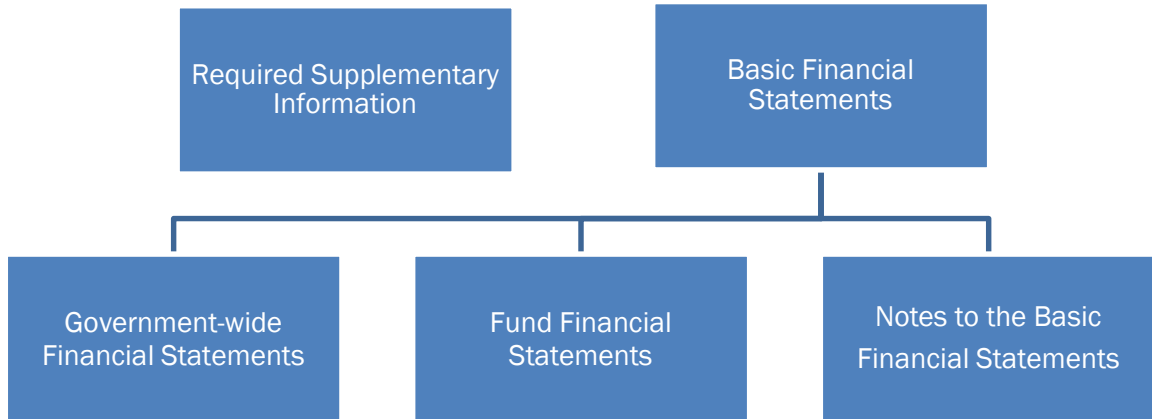 Required Supplementary
Information
Basic Financial
Statements
Government-wide
Financial Statements
Fund Financial
Statements
Notes to the Basic
Financial Statements